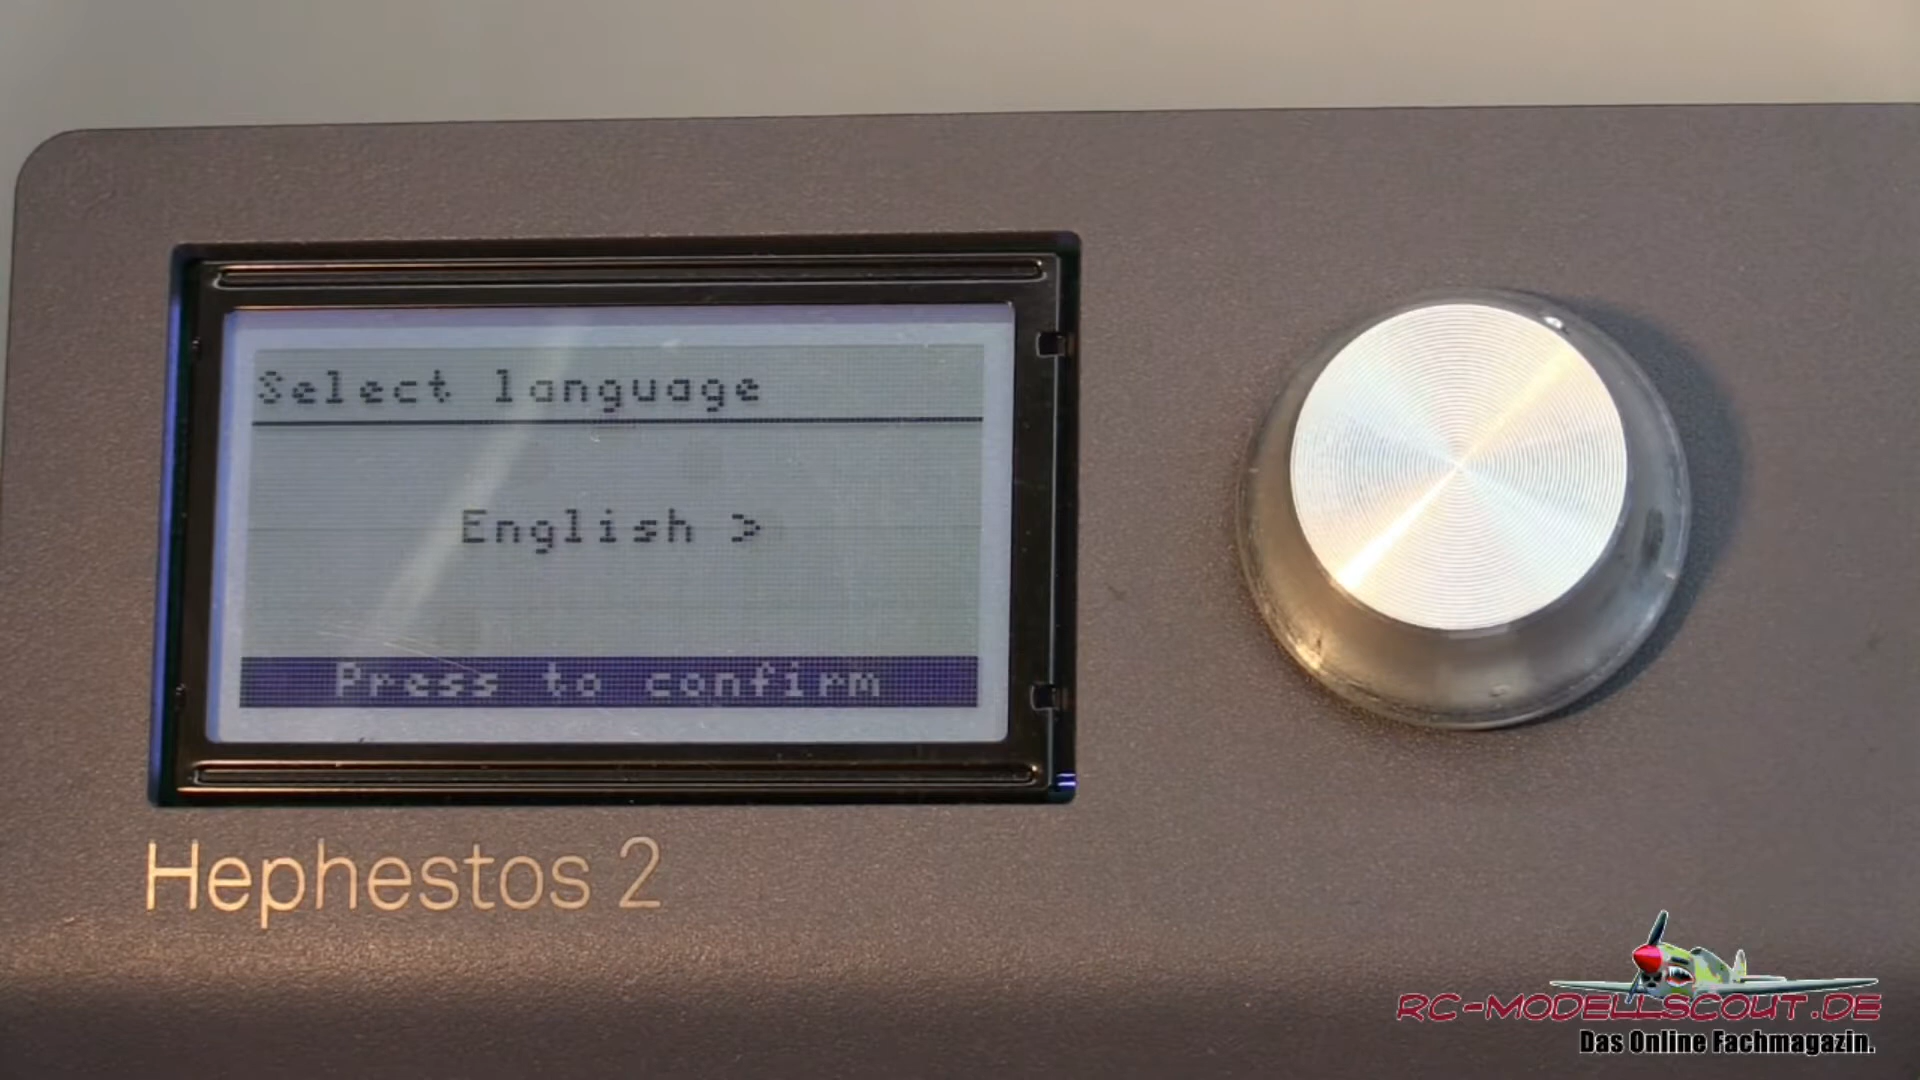 Select language
English >
Press to confirm
Hephestos 2
RC-MODELLSCOUT.DE
Das Online Fachmagazin.